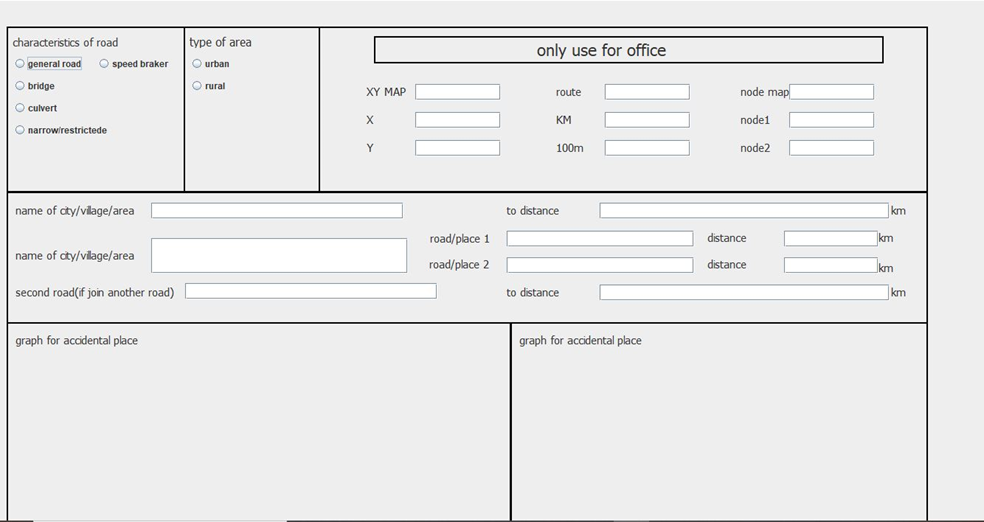 characteristics of road
general road
speed braker
bridge
culvert
narrow/restrictede
type of area
urban
rural
only use for office
XY MAP
route
node map
X
KM
node1
Y
100m
node2
name of city/village/area
to distance
km
name of city/village/area
road/place 1
distance
km
road/place 2
distance
km
second road(if join another road)
to distance
km
graph for accidental place
graph for accidental place